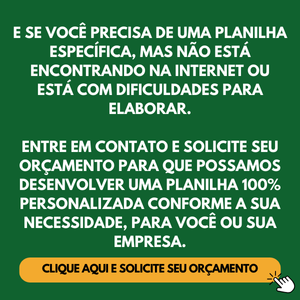 E SE VOCÊ PRECISA DE UMA PLANILHA
ESPECÍFICA, MAS NÃO ESTÁ
ENCONTRANDO NA INTERNET OU
ESTÁ COM DIFICULDADES PARA
ELABORAR.
ENTRE EM CONTATO E SOLICITE SEU
ORÇAMENTO PARA QUE POSSAMOS
DESENVOLVER UMA PLANILHA 100%
PERSONALIZADA CONFORME A SUA
NECESSIDADE, PARA VOCÊ OU SUA
EMPRESA.
CLIQUE AQUI E SOLICITE SEU ORÇAMENTO